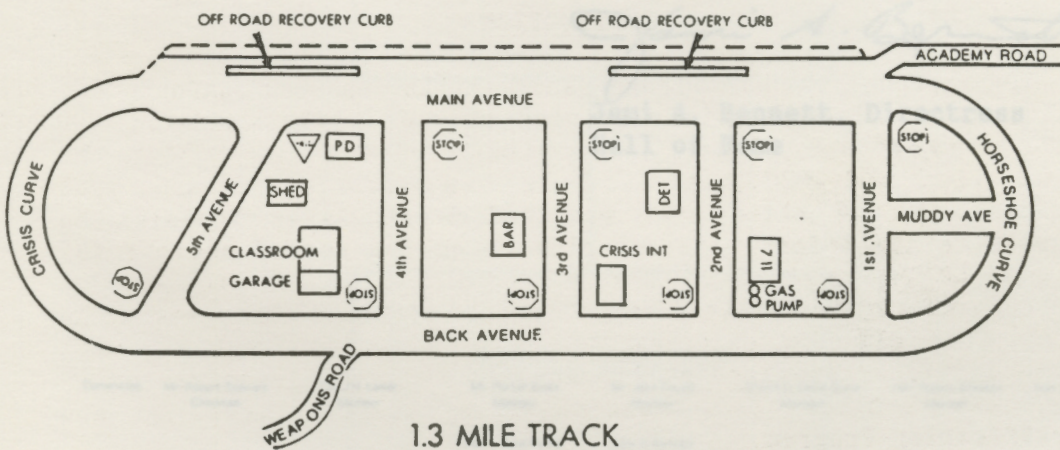 OFF ROAD RECOVERY CURB
OFF ROAD RECOVERY CURB
ACADEMY ROAD
MAIN AVENUE
STOP
STOP
STOP
STOP
PD
SHED
DET
HORSESHOE CURVE
CRISIS CURVE
5th AVENUE
4th AVENUE
BAR
3rd AVENUE
2nd AVENUE
1st AVENUE
MUDDY AVE
CLASSROOM
GARAGE
CRISIS INT
7 11
GAS
PUMP
STOP
STOP
STOP
STOP
BACK AVENUE
WEAPONS ROAD
1.3 MILE TRACK